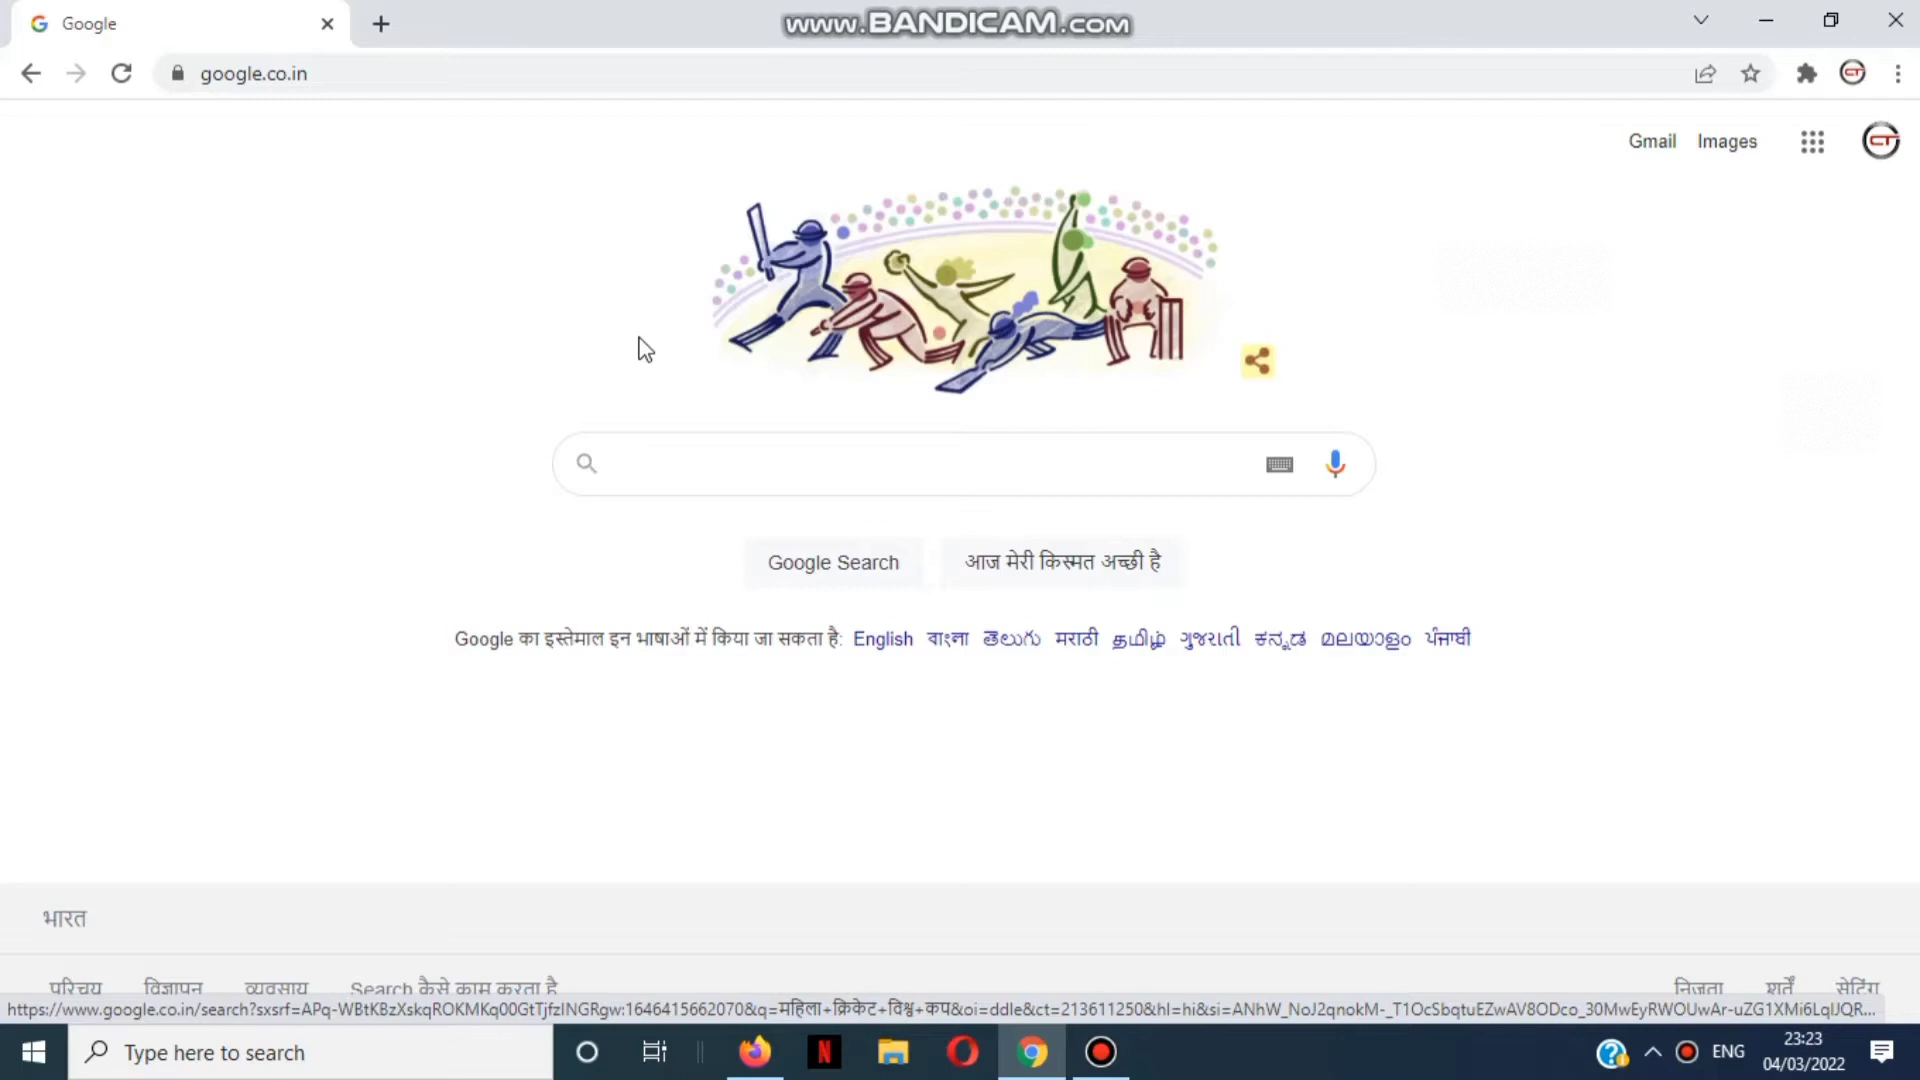 Google
www.BANDICAM.com
google.co.in
Gmail Images
Google Search आज मेरी किस्मत अच्छी है
Google का इस्तेमाल इन भाषाओं में किया जा सकता है: English বাংলা తెలుగు मराठी தமிழ் ગુજરાતી ಕನ್ನಡ മലയാളം ਪੰਜਾਬੀ
भारत
परिचय विज्ञापन व्यवसाय Search कैसे काम करता है निजता शर्तें सेटिंग
https://www.google.co.in/search?sxsrf=APq-WBtKBzXskqROKMKq00GtTjfzINGRgw:1646415662070&q=महिला+क्रिकेट+विश्व+कप&oi=ddle&ct=213611250&hl=hi&si=ANhW_NoJ2qnokM-_T1OcSbqtuEZwAV8ODco_30MwEyRWOUwAr-uZG1XMi6LqlJQR...
Type here to search ENG 23:23
04/03/2022